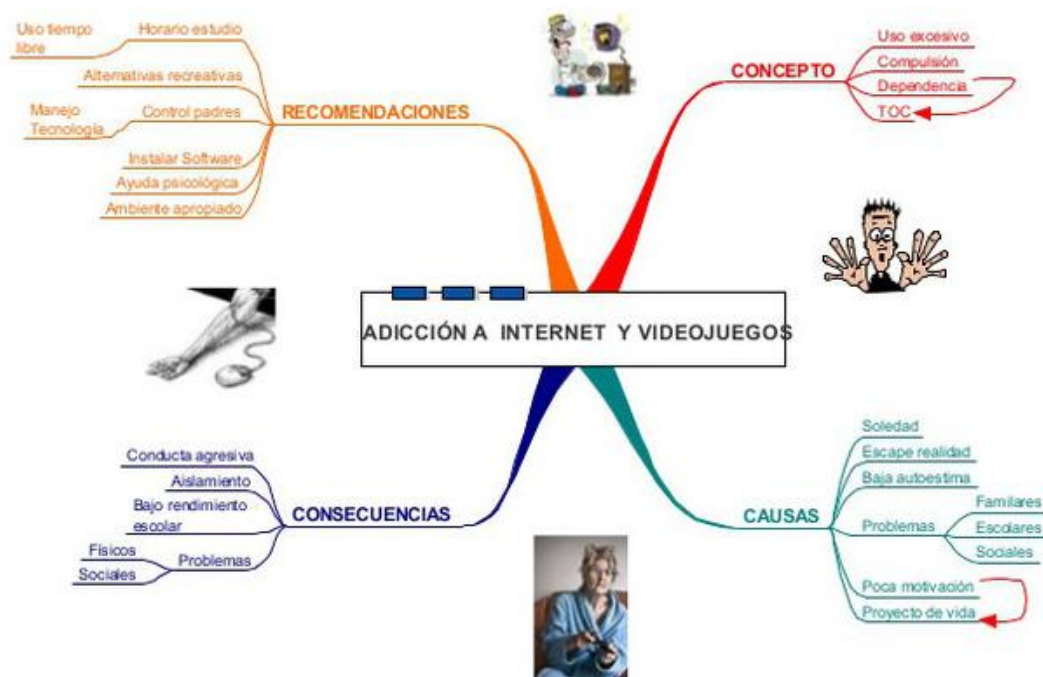 Uso tiempo
libre
Horario estudio
Alternativas recreativas
Manejo
Tecnología
Control padres
Instalar Software
Ayuda psicológica
Ambiente apropiado
RECOMENDACIONES
CONCEPTO
Uso excesivo
Compulsión
Dependencia
TOC
ADICCIÓN A INTERNET Y VIDEOJUEGOS
Conducta agresiva
Aislamiento
Bajo rendimiento
escolar
Físicos
Sociales
Problemas
CONSECUENCIAS
CAUSAS
Soledad
Escape realidad
Baja autoestima
Problemas
Familares
Escolares
Sociales
Poca motivación
Proyecto de vida